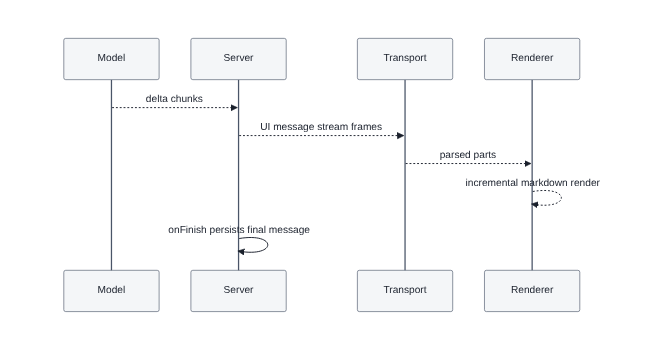 Model
Server
Transport
Renderer
delta chunks
UI message stream frames
parsed parts
incremental markdown render
onFinish persists final message
Model
Server
Transport
Renderer